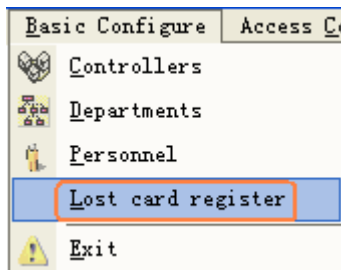 Basic Configure Access
Controllers
Departments
Personnel
Lost card register
Exit